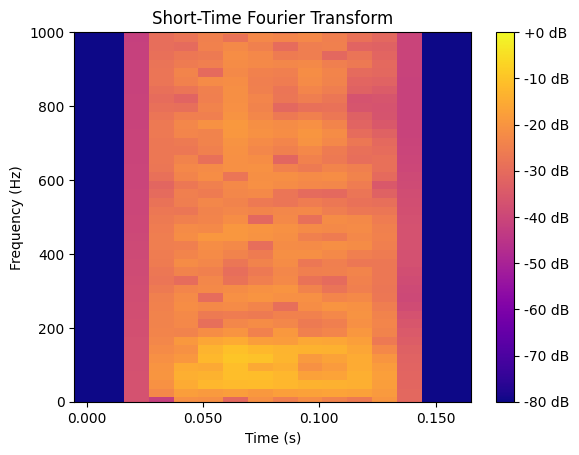 Short-Time Fourier Transform
1000
800
600
400
200
0
Frequency (Hz)
0.000
0.050
0.100
0.150
Time (s)
+0 dB
-10 dB
-20 dB
-30 dB
-40 dB
-50 dB
-60 dB
-70 dB
-80 dB